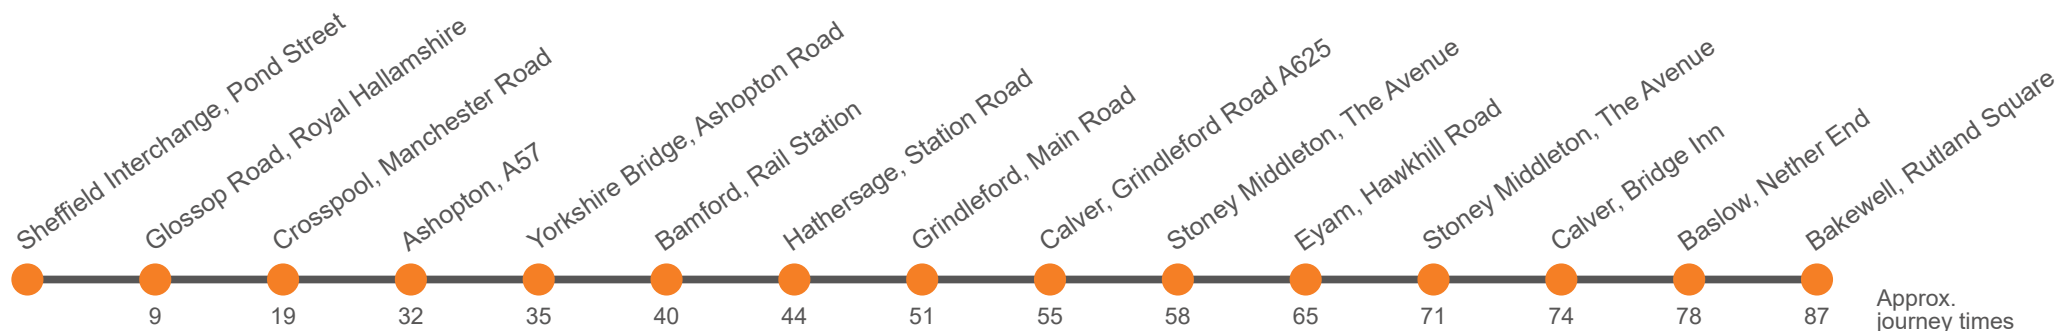 Sheffield Interchange, Pond Street
Glossop Road, Royal Hallamshire
Crosspool, Manchester Road
Ashopton, A57
Yorkshire Bridge, Ashopton Road
Bamford, Rail Station
Hathersage, Station Road
Grindleford, Main Road
Calver, Grindleford Road A625
Stoney Middleton, The Avenue
Eyam, Hawkhill Road
Stoney Middleton, The Avenue
Calver, Bridge Inn
Baslow, Nether End
Bakewell, Rutland Square
9 19 32 35 40 44 51 55 58 65 71 74 78 87
Approx.
journey times